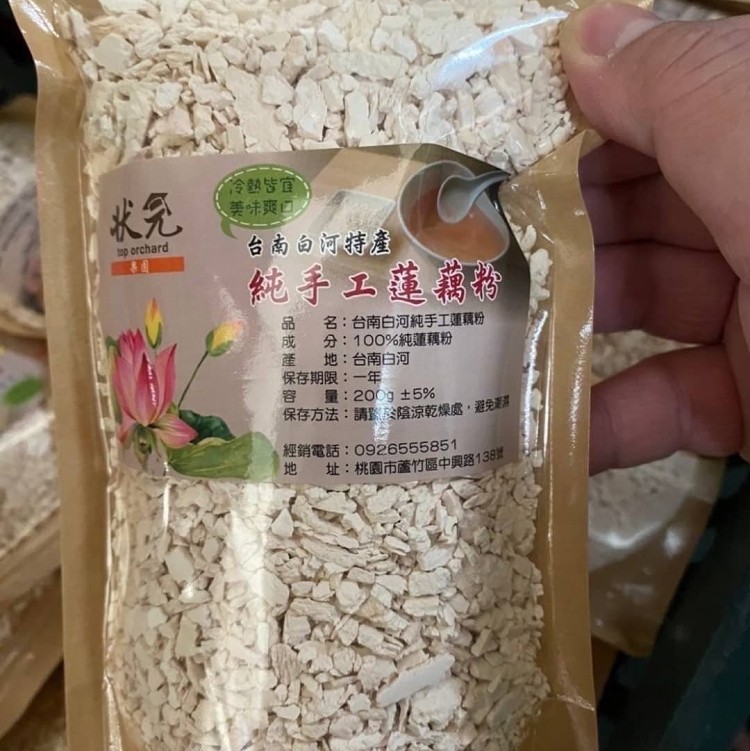 冷熱皆宜
美味爽口
狀元
top orchard
果園
台南白河特產
純手工蓮藕粉
品 名：台南白河純手工蓮藕粉
成 分：100%純蓮藕粉
產 地：台南白河
保存期限：一年
容 量：200g ±5%
保存方法：請置於陰涼乾燥處，避免潮濕
經銷電話：0926555851
地 址：桃園市蘆竹區中興路138號